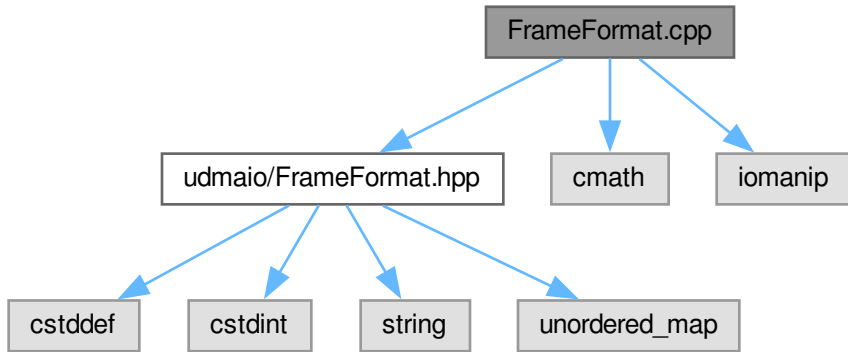 FrameFormat.cpp
udmaio/FrameFormat.hpp
cmath
iomanip
cstddef
cstdint
string
unordered_map